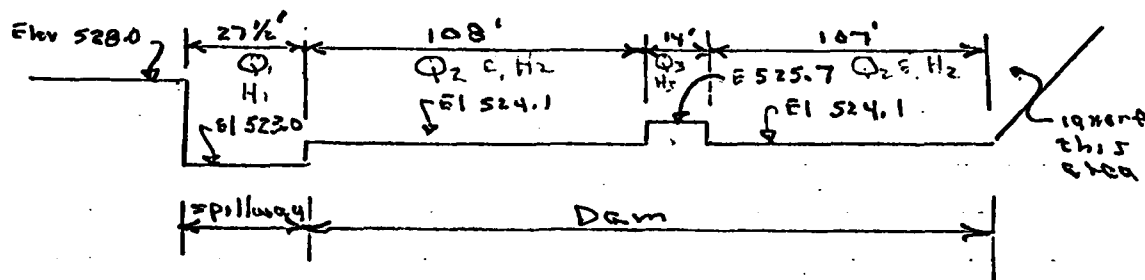 Elev 528.0
27½'
108'
14'
107'
Q1
H1
Q2 & H2
Q3
H3
E 525.7
Q2 & H2
El 523.0
El 524.1
El 524.1
ignore
this
area
spillway
Dam